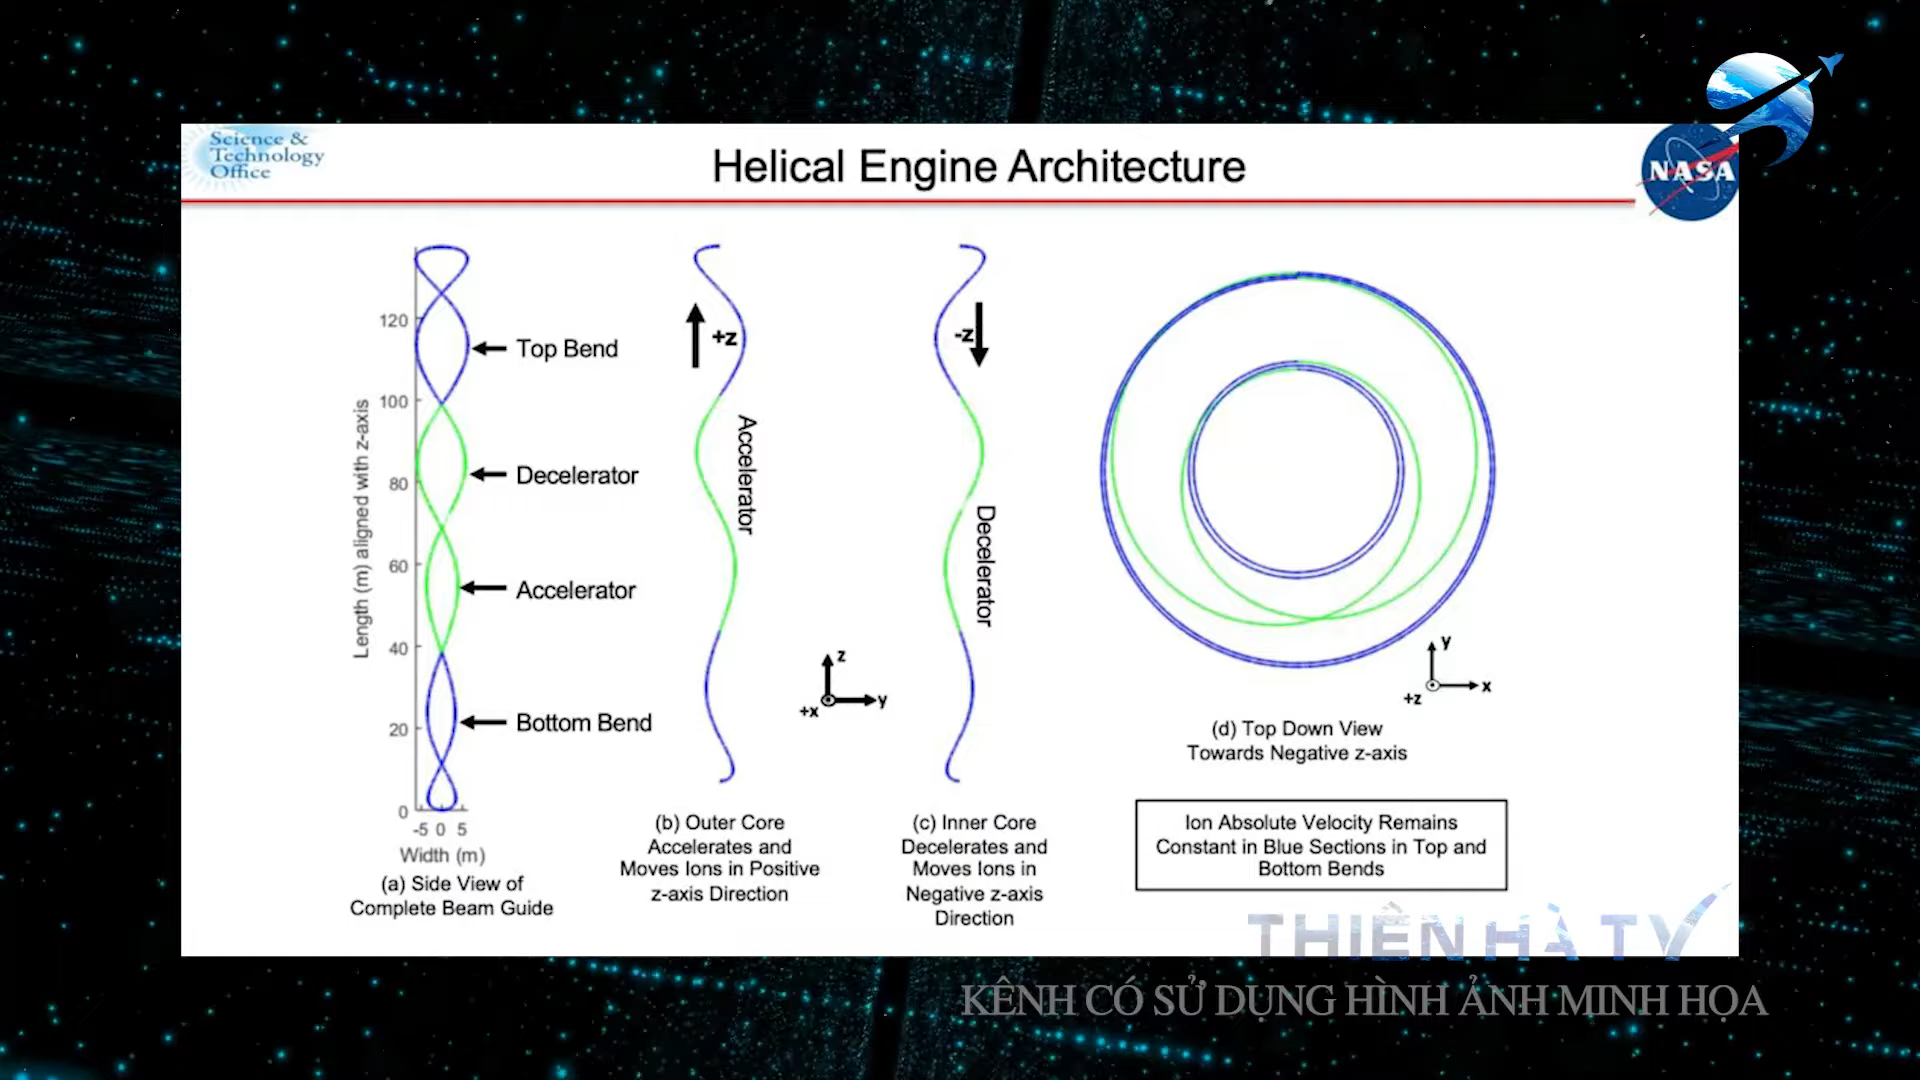 Science &
Technology
Office
Helical Engine Architecture
NASA
Length (m) aligned with z-axis
120
100
80
60
40
20
0
-5 0 5
Width (m)
Top Bend
Decelerator
Accelerator
Bottom Bend
(a) Side View of
Complete Beam Guide
+z
Accelerator
(b) Outer Core
Accelerates and
Moves Ions in Positive
z-axis Direction
z
y
+x
-z
Decelerator
(c) Inner Core
Decelerates and
Moves Ions in
Negative z-axis
Direction
y
x
+z
(d) Top Down View
Towards Negative z-axis
Ion Absolute Velocity Remains
Constant in Blue Sections in Top and
Bottom Bends
THIÊN HÀ TV
KÊNH CÓ SỬ DỤNG HÌNH ẢNH MINH HỌA